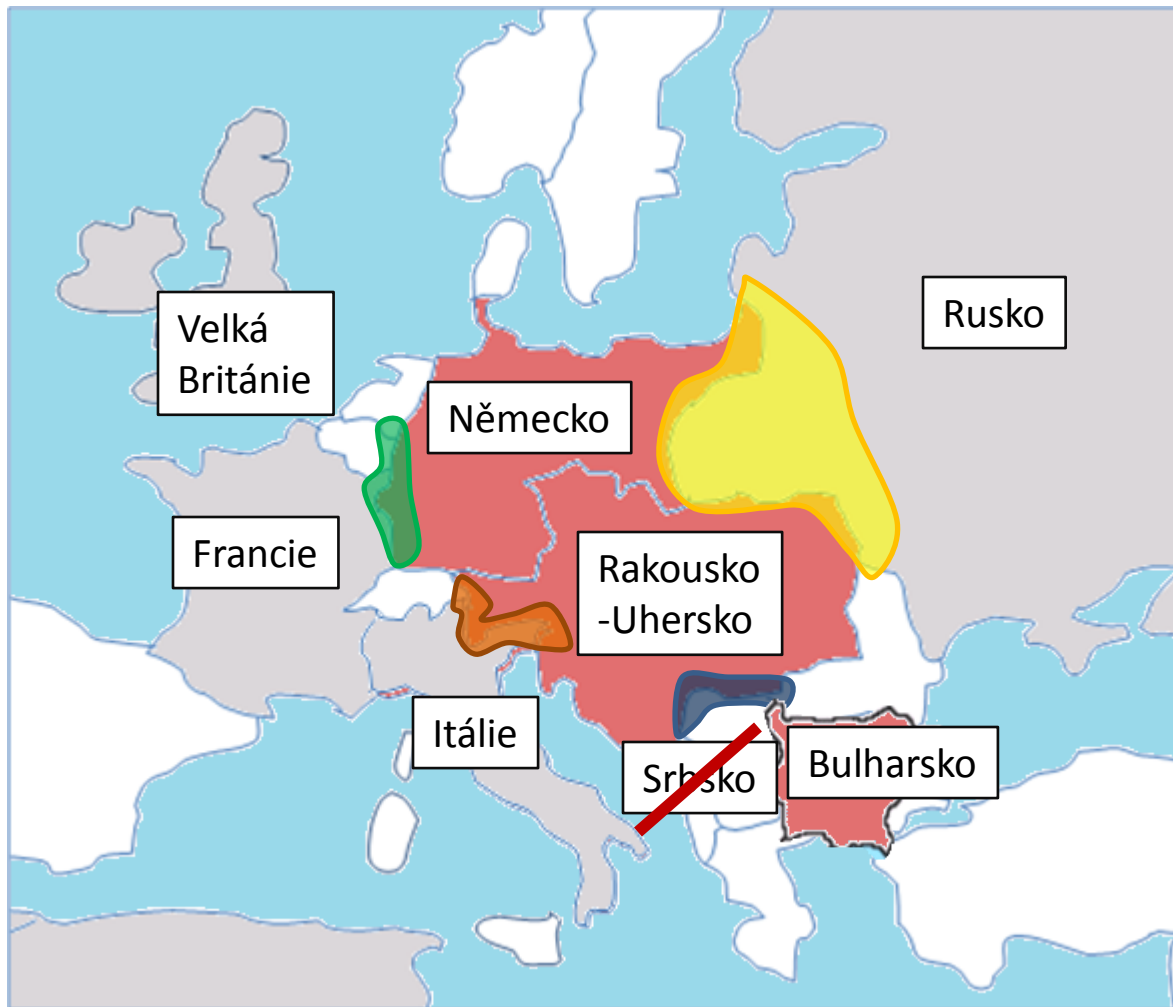 Velká
Británie
Rusko
Německo
Francie
Rakousko
-Uhersko
Itálie
Srbsko
Bulharsko